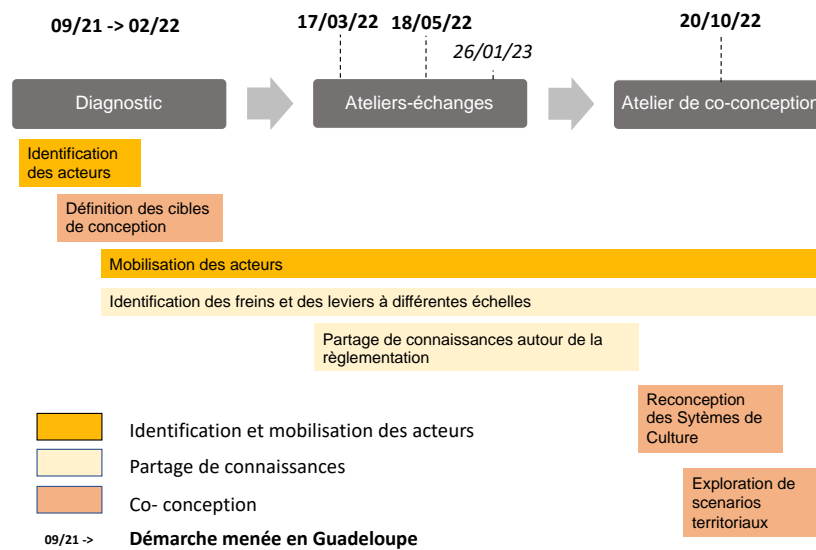 09/21 -> 02/22
17/03/22
18/05/22
26/01/23
20/10/22
Diagnostic
Ateliers-échanges
Atelier de co-conception
Identification
des acteurs
Définition des cibles
de conception
Mobilisation des acteurs
Identification des freins et des leviers à différentes échelles
Partage de connaissances autour de la
règlementation
Reconception
des Sytèmes de
Culture
Exploration de
scenarios
territoriaux
Identification et mobilisation des acteurs
Partage de connaissances
Co- conception
09/21 -> Démarche menée en Guadeloupe